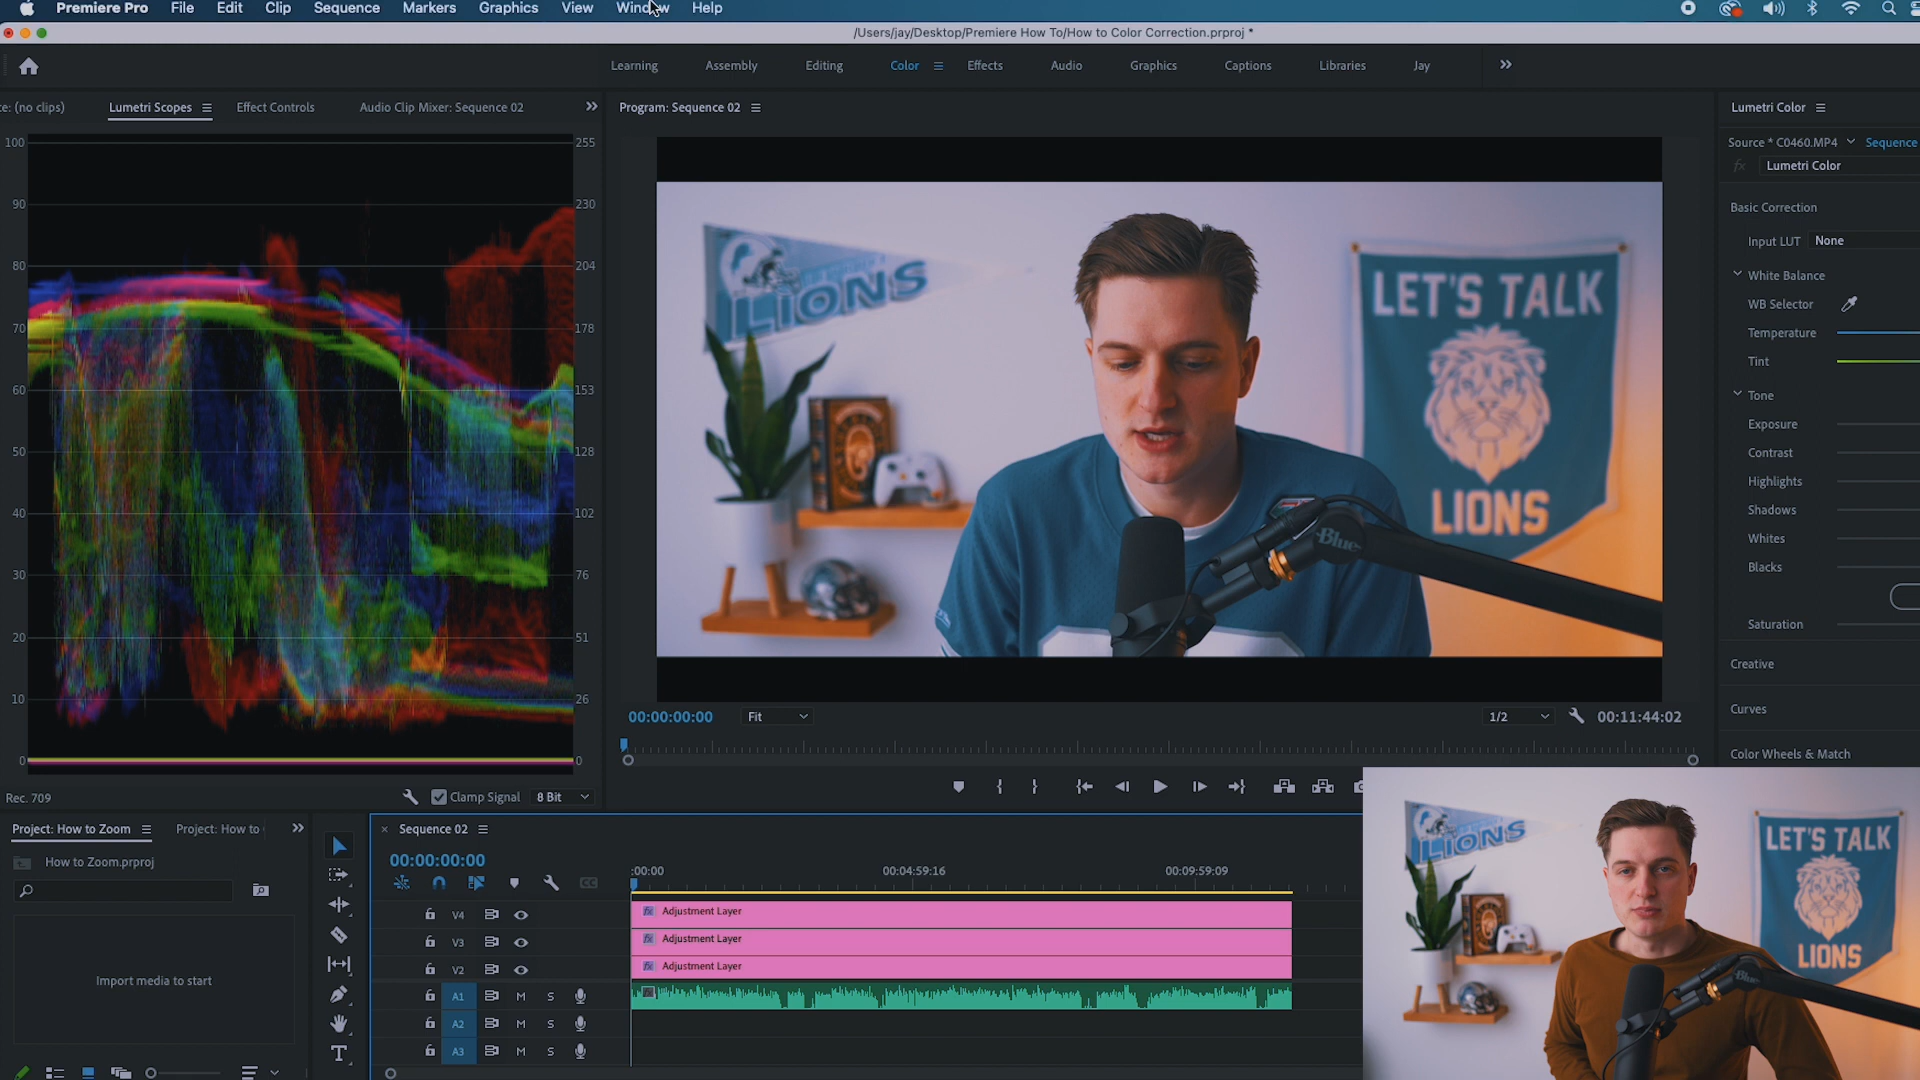 Premiere Pro File Edit Clip Sequence Markers Graphics View Window Help
/Users/jay/Desktop/Premiere How To/How to Color Correction.prproj *
Learning Assembly Editing Color Effects Audio Graphics Captions Libraries Jay
e: (no clips) Lumetri Scopes Effect Controls Audio Clip Mixer: Sequence 02
Program: Sequence 02
Lumetri Color
100 255
90 230
80 204
70 178
60 153
50 128
40 102
30 76
20 51
10 26
0 0
Rec. 709 Clamp Signal 8 Bit
LIONS
LET'S TALK
LIONS
Blue
00:00:00:00 Fit 1/2 00:11:44:02
Source * C0460.MP4 Sequence
fx Lumetri Color
Basic Correction
Input LUT None
White Balance
WB Selector
Temperature
Tint
Tone
Exposure
Contrast
Highlights
Shadows
Whites
Blacks
Saturation
Creative
Curves
Color Wheels & Match
Project: How to Zoom Project: How to
How to Zoom.prproj
Import media to start
Sequence 02
00:00:00:00
:00:00 00:04:59:16 00:09:59:09
V4 fx Adjustment Layer
V3 fx Adjustment Layer
V2 fx Adjustment Layer
A1 M S
A2 M S
A3 M S
LIONS
LET'S TALK
LIONS
Blue